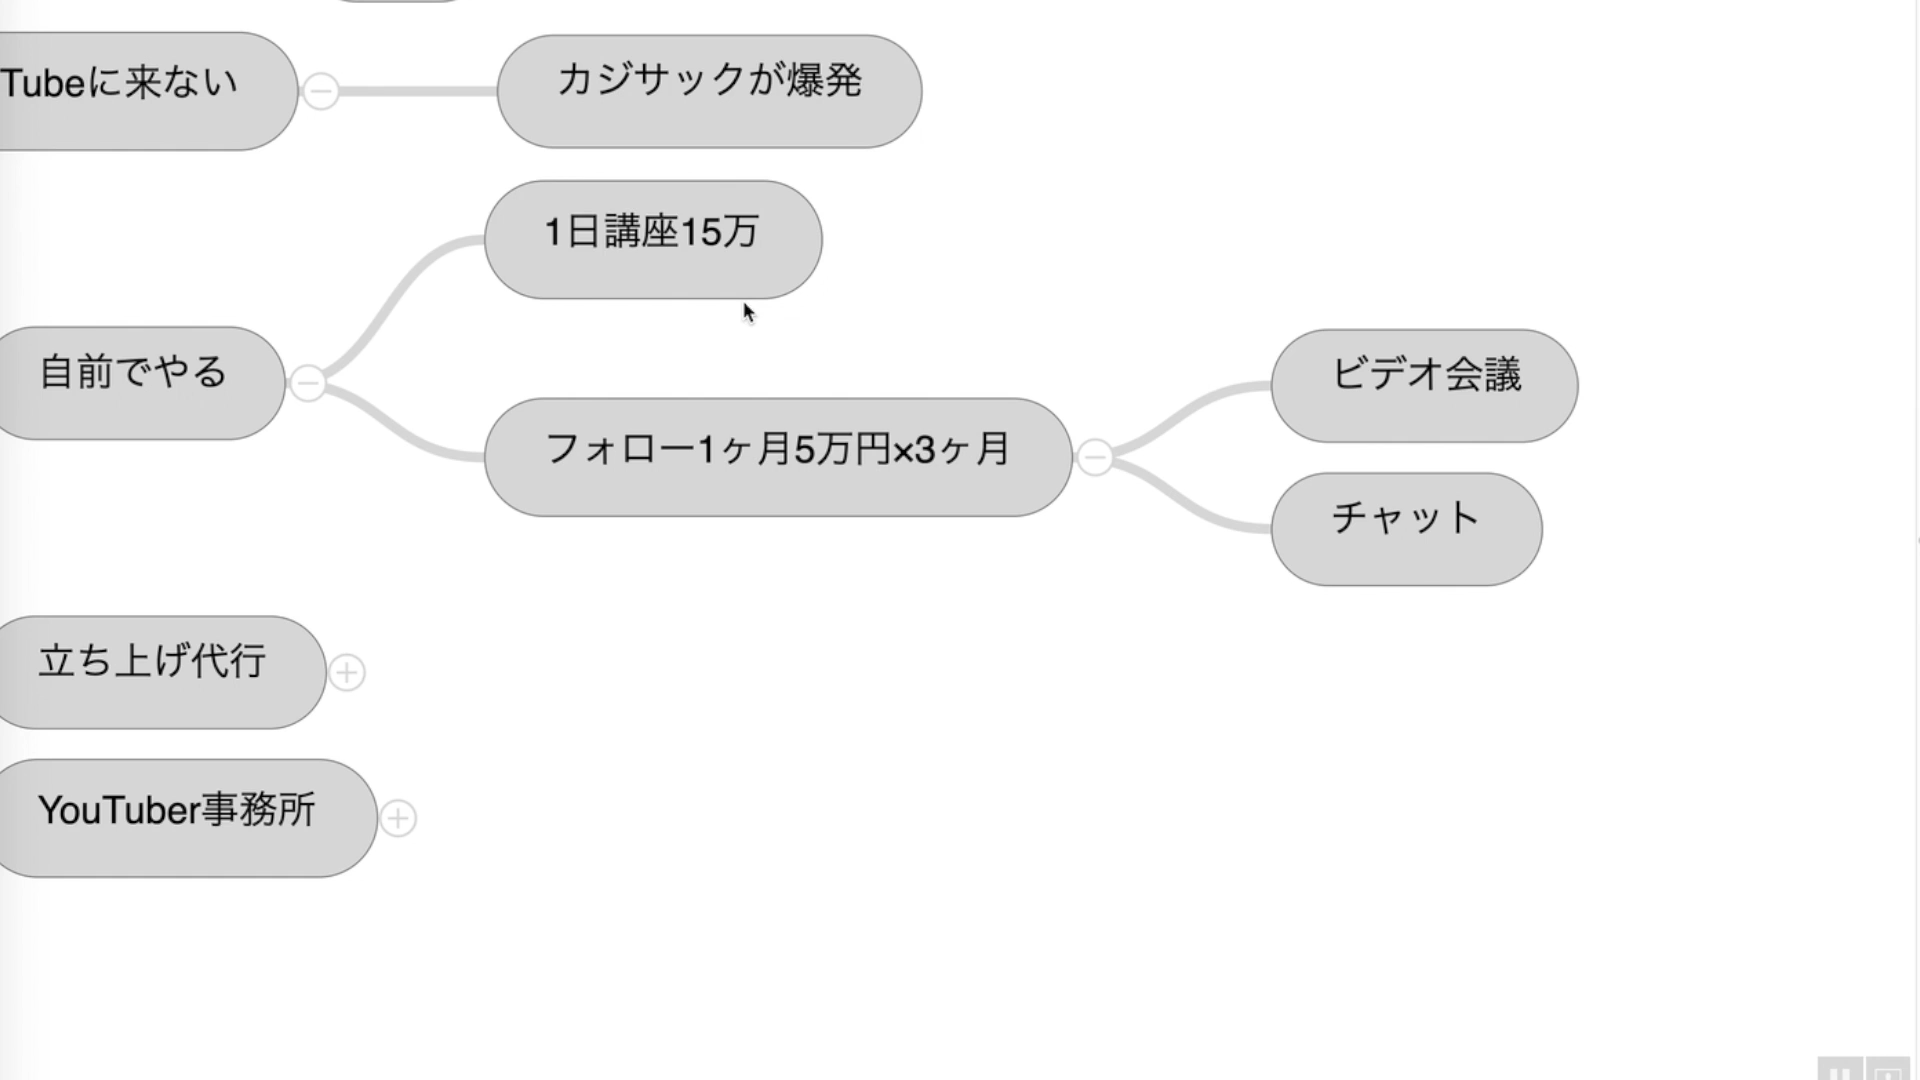 Tubeに来ない
カジサックが爆発
1日講座15万
自前でやる
フォロー1ヶ月5万円×3ヶ月
ビデオ会議
チャット
立ち上げ代行
YouTuber事務所